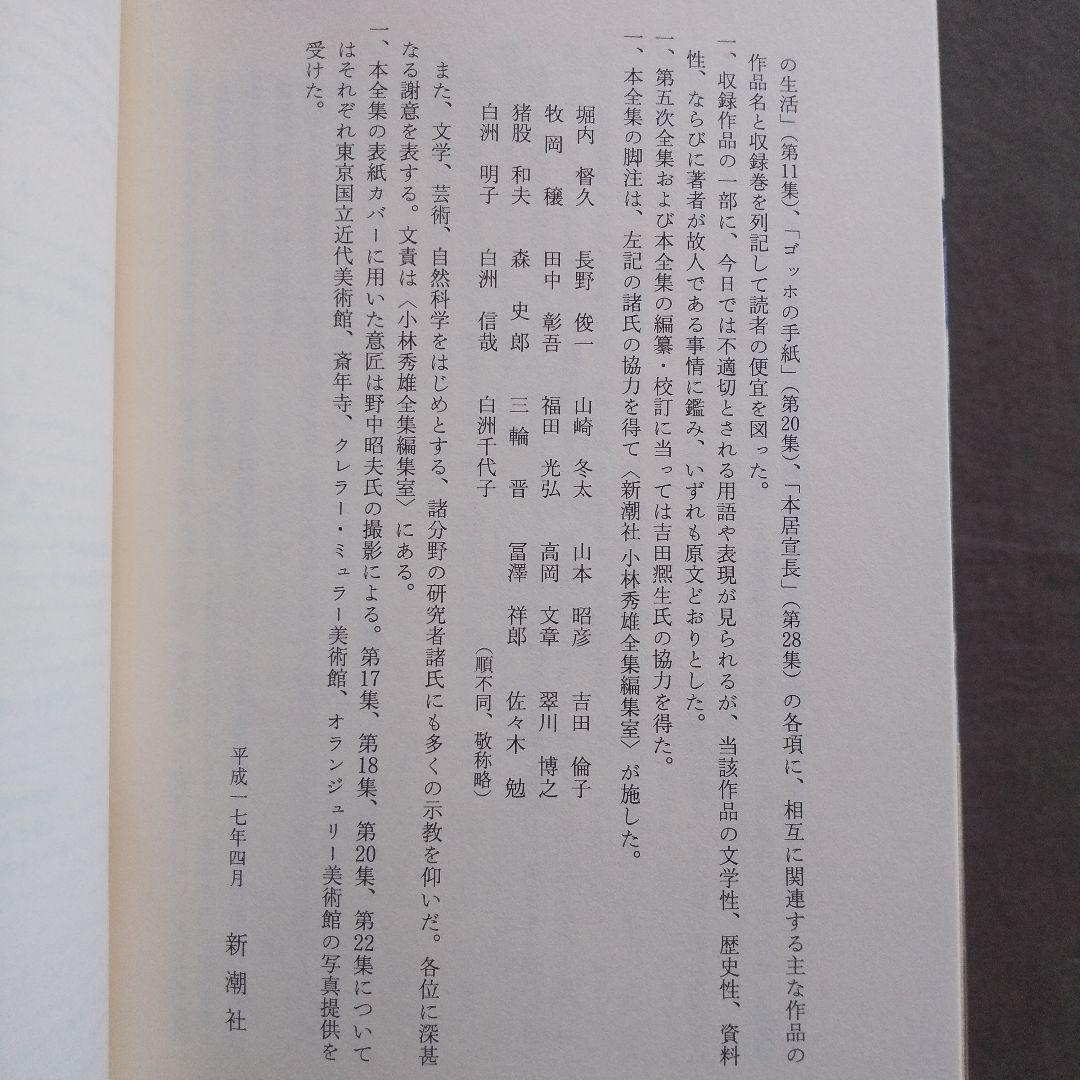 の生活」（第11集）、「ゴッホの手紙」（第20集）、「本居宣長」（第28集）の各項に、相互に関連する主な作品の
作品名と収録巻を列記して読者の便宜を図った。
一、収録作品の一部に、今日では不適切とされる用語や表現が見られるが、当該作品の文学性、歴史性、資料
性、ならびに著者が故人である事情に鑑み、いずれも原文どおりとした。
一、第五次全集および本全集の編纂・校訂に当っては吉田凞生氏の協力を得た。
一、本全集の脚注は、左記の諸氏の協力を得て〈新潮社 小林秀雄全集編集室〉が施した。
堀内 督久 長野 俊一 山崎 冬太 山本 昭彦 吉田 倫子
牧岡 穣 田中 彰吾 福田 光弘 高岡 文章 翠川 博之
猪股 和夫 森 史郎 三輪 晋 冨澤 祥郎 佐々木 勉
白洲 明子 白洲 信哉 白洲千代子 （順不同、敬称略）
また、文学、芸術、自然科学をはじめとする、諸分野の研究者諸氏にも多くの示教を仰いだ。各位に深甚
なる謝意を表する。文責は〈小林秀雄全集編集室〉にある。
一、本全集の表紙カバーに用いた意匠は野中昭夫氏の撮影による。第17集、第18集、第20集、第22集について
はそれぞれ東京国立近代美術館、斎年寺、クレラー・ミュラー美術館、オランジュリー美術館の写真提供を
受けた。
平成一七年四月 新潮社